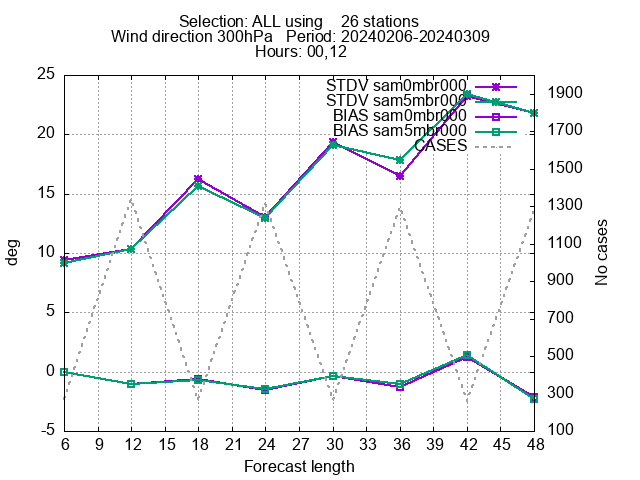 Selection: ALL using    26 stations
Wind direction 300hPa   Period: 20240206-20240309
Hours: 00,12
STDV sam0mbr000
STDV sam5mbr000
BIAS sam0mbr000
BIAS sam5mbr000
CASES
deg
25
20
15
10
5
0
-5
No cases
1900
1700
1500
1300
1100
900
700
500
300
100
6 9 12 15 18 21 24 27 30 33 36 39 42 45 48
Forecast length